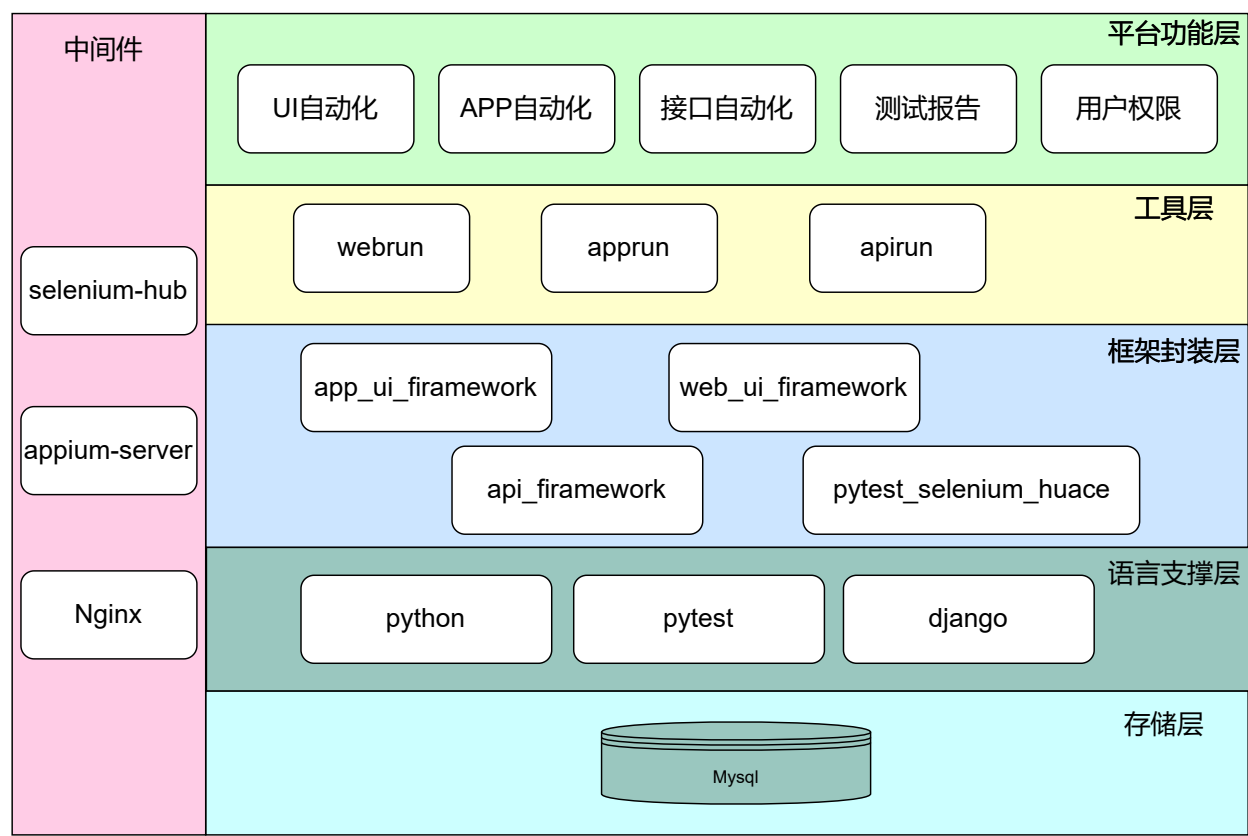 中间件
selenium-hub
appium-server
Nginx
平台功能层
UI自动化
APP自动化
接口自动化
测试报告
用户权限
工具层
webrun
apprun
apirun
框架封装层
app_ui_firamework
web_ui_firamework
api_firamework
pytest_selenium_huace
语言支撑层
python
pytest
django
存储层
Mysql